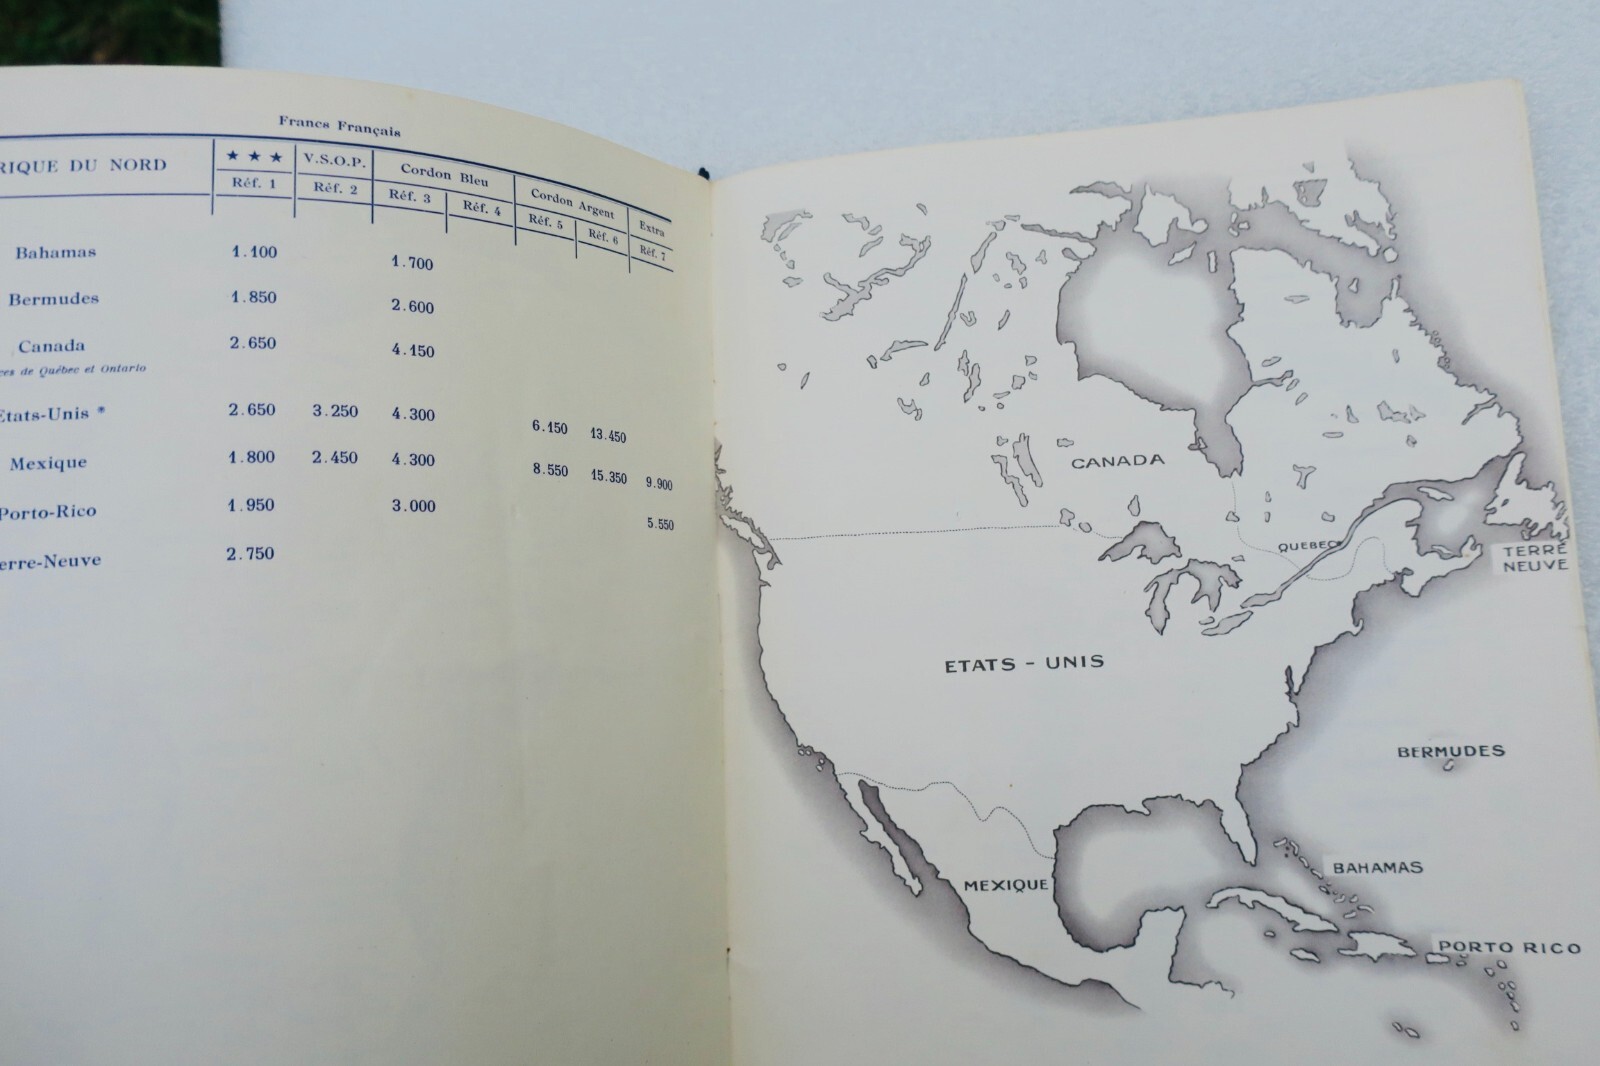 Francs Français
RIQUE DU NORD ★ ★ ★ V.S.O.P. Cordon Bleu Cordon Argent Extra
Réf. 1 Réf. 2 Réf. 3 Réf. 4 Réf. 5 Réf. 6 Réf. 7
Bahamas 1.100 1.700
Bermudes 1.850 2.600
Canada 2.650 4.150
ces de Québec et Ontario
Etats-Unis * 2.650 3.250 4.300 6.150 13.450
Mexique 1.800 2.450 4.300 8.550 15.350 9.900
Porto-Rico 1.950 3.000 5.550
erre-Neuve 2.750
CANADA
QUEBEC
TERRE
NEUVE
ETATS - UNIS
BERMUDES
BAHAMAS
MEXIQUE
PORTO RICO